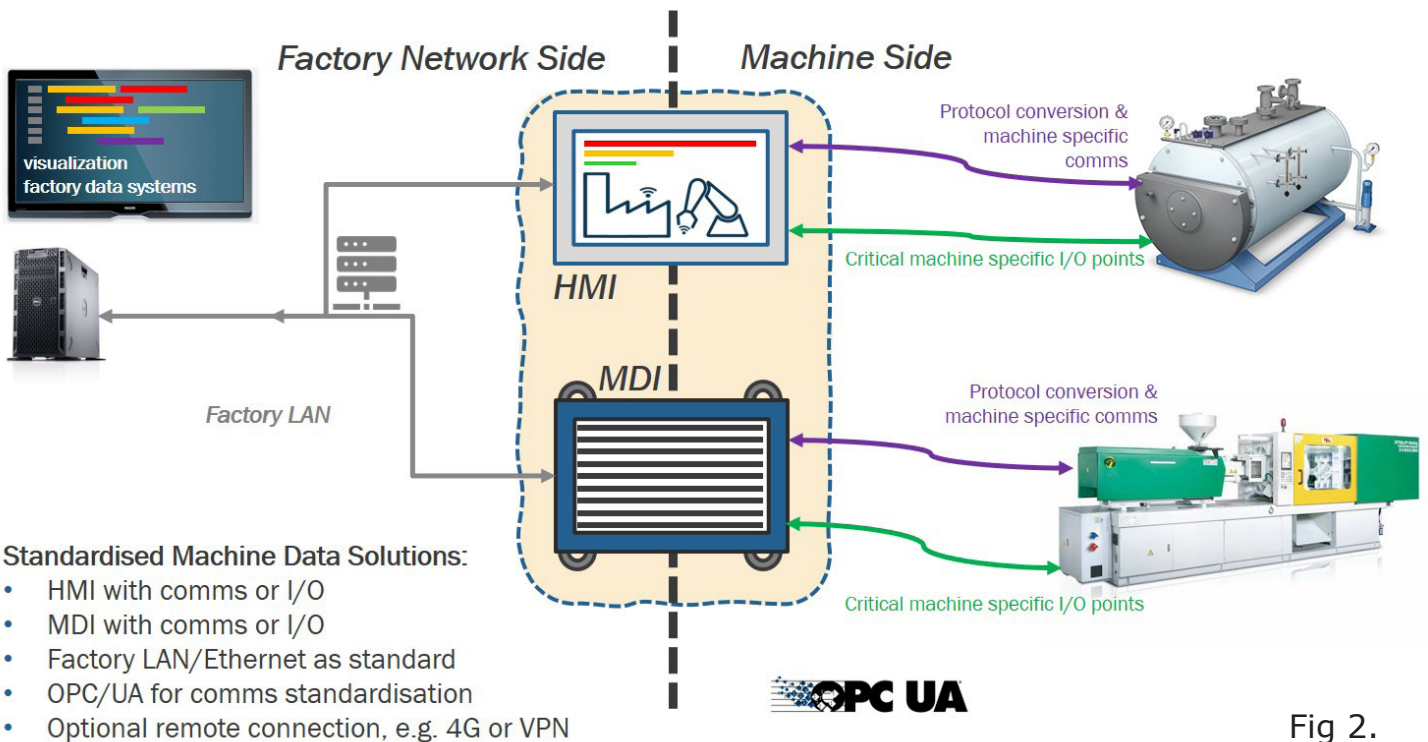 Factory Network Side
Machine Side
visualization
factory data systems
Protocol conversion &
machine specific
comms
Critical machine specific I/O points
HMI
MDI
Factory LAN
Protocol conversion &
machine specific comms
Critical machine specific I/O points
Standardised Machine Data Solutions:
• HMI with comms or I/O
• MDI with comms or I/O
• Factory LAN/Ethernet as standard
• OPC/UA for comms standardisation
• Optional remote connection, e.g. 4G or VPN
OPC UA
Fig 2.